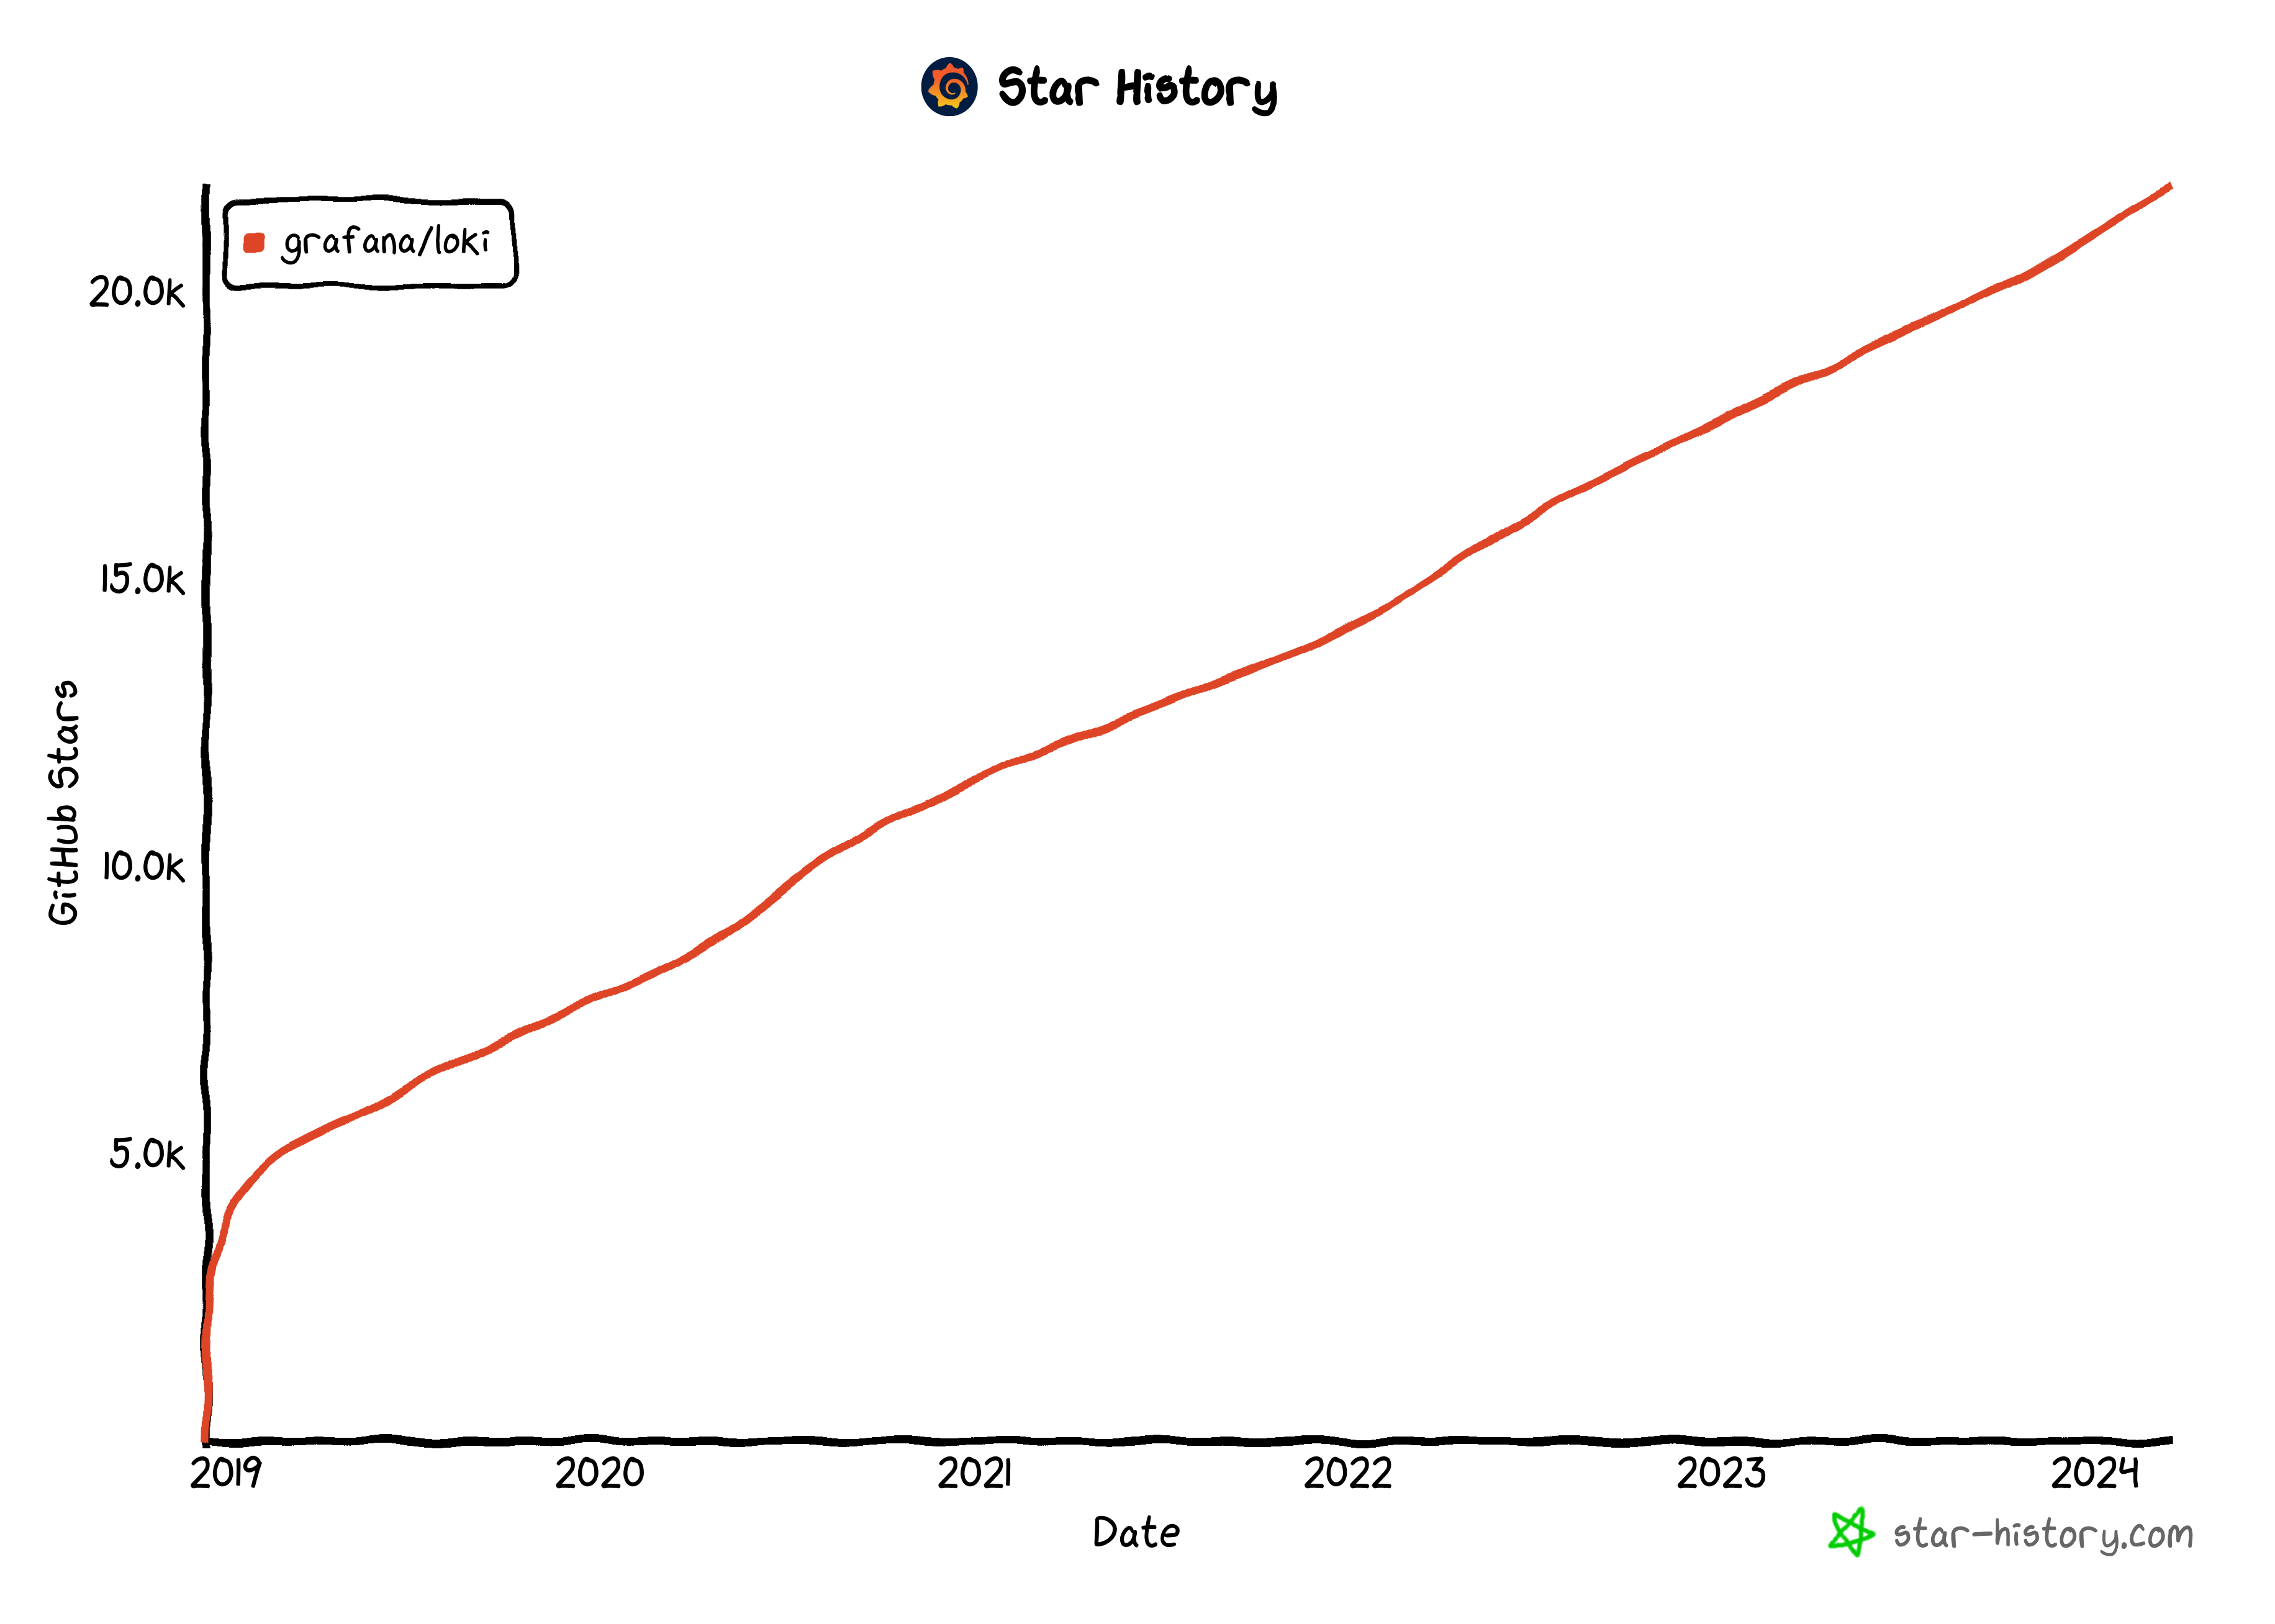 Star History
grafana/loki
20.0K
15.0K
10.0K
5.0K
GitHub Stars
2019 2020 2021 2022 2023 2024
Date
star-history.com